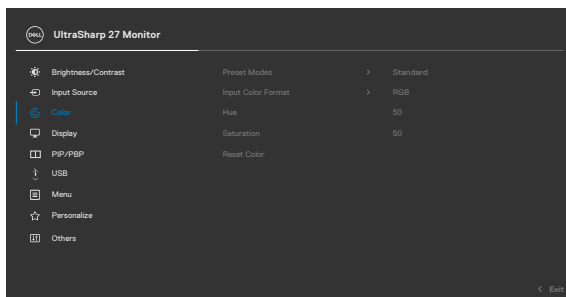 DELL UltraSharp 27 Monitor
Brightness/Contrast Preset Modes > Standard
Input Source Input Color Format > RGB
Color Hue 50
Display Saturation 50
PIP/PBP Reset Color
USB
Menu
Personalize
Others
< Exit